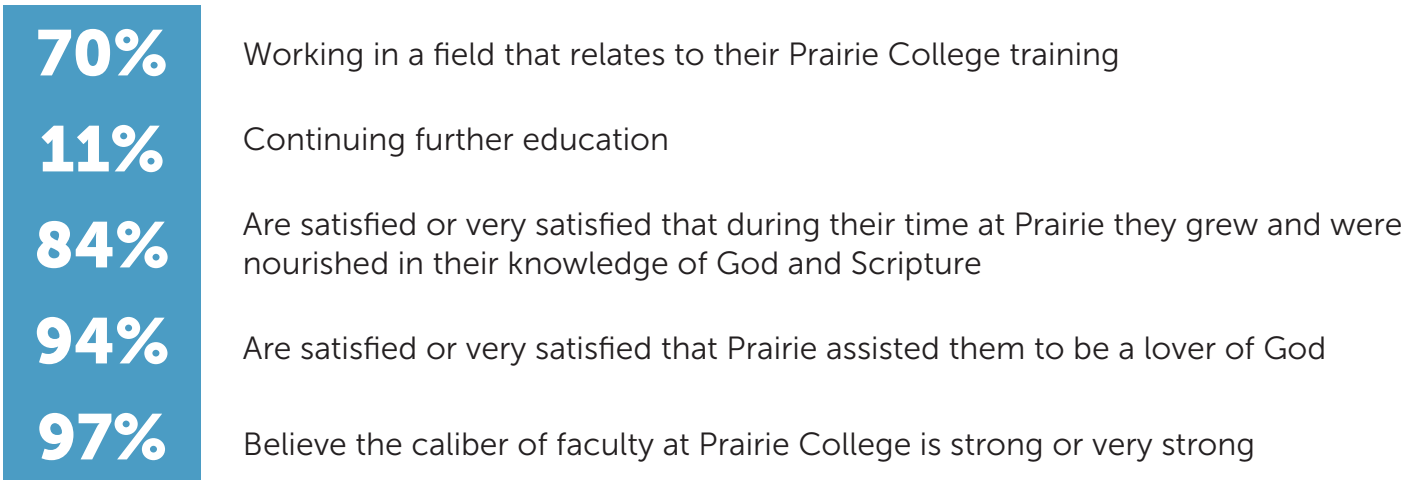 70%
Working in a field that relates to their Prairie College training
11%
Continuing further education
84%
Are satisfied or very satisfied that during their time at Prairie they grew and were
nourished in their knowledge of God and Scripture
94%
Are satisfied or very satisfied that Prairie assisted them to be a lover of God
97%
Believe the caliber of faculty at Prairie College is strong or very strong